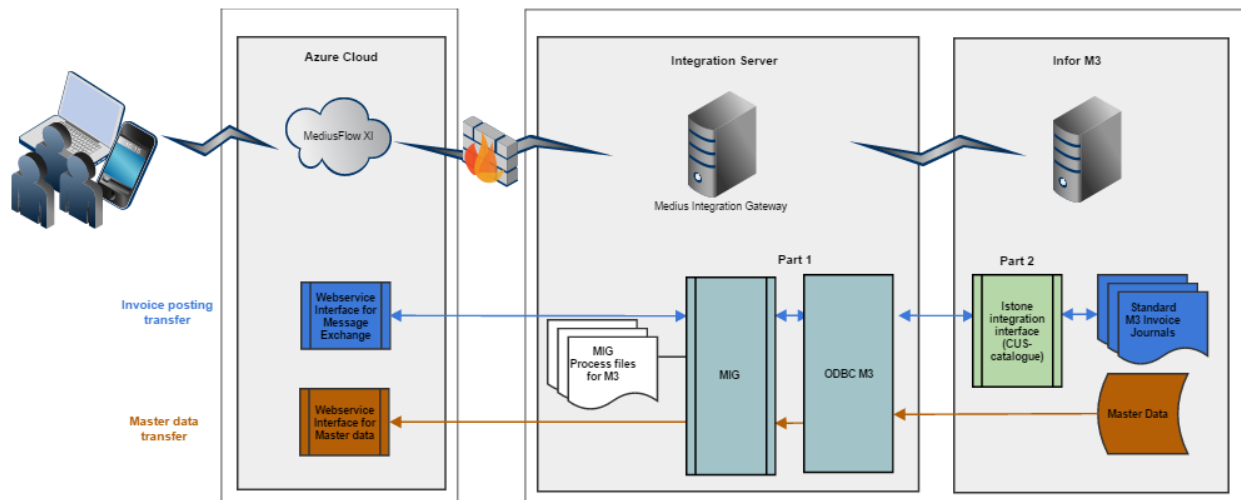 Azure Cloud
Integration Server
Infor M3
MediusFlow XI
Medius Integration Gateway
Part 1
Part 2
Invoice posting
transfer
Webservice
Interface for
Message
Exchange
MIG
Process files
for M3
MIG
ODBC M3
Istone
integration
interface
(CUS-
catalogue)
Standard
M3 Invoice
Journals
Master data
transfer
Webservice
Interface for
Master data
Master Data